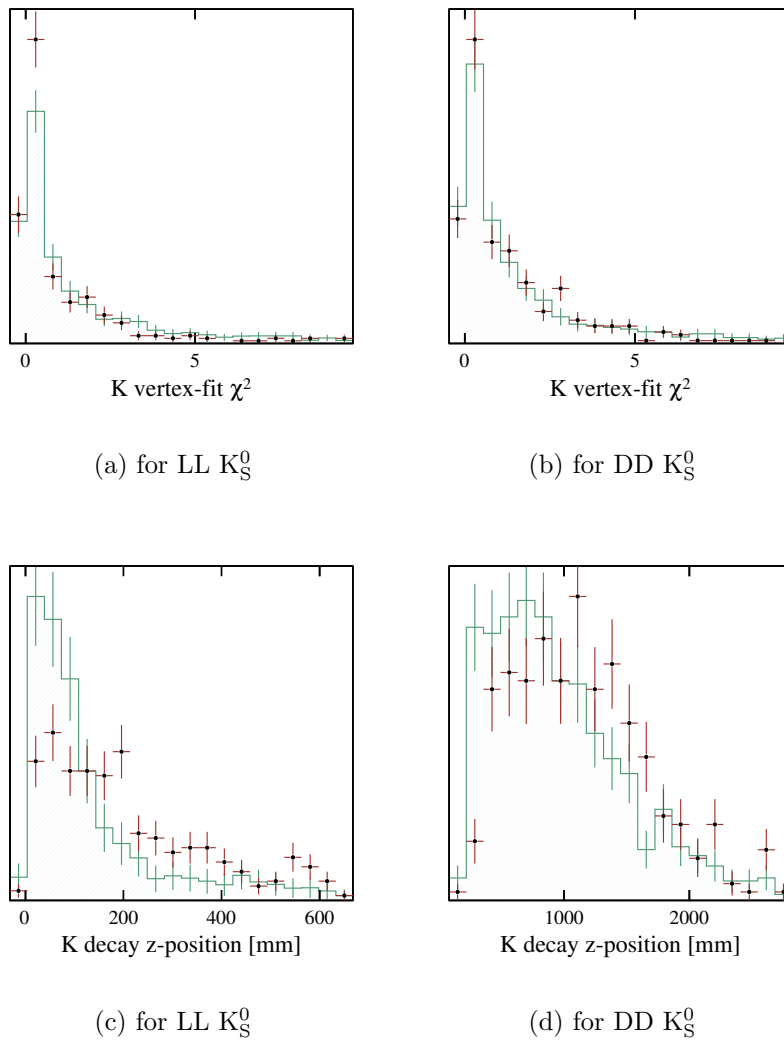 0 5
K vertex-fit χ²
(a) for LL K⁰_S
0 5
K vertex-fit χ²
(b) for DD K⁰_S
0 200 400 600
K decay z-position [mm]
(c) for LL K⁰_S
1000 2000
K decay z-position [mm]
(d) for DD K⁰_S